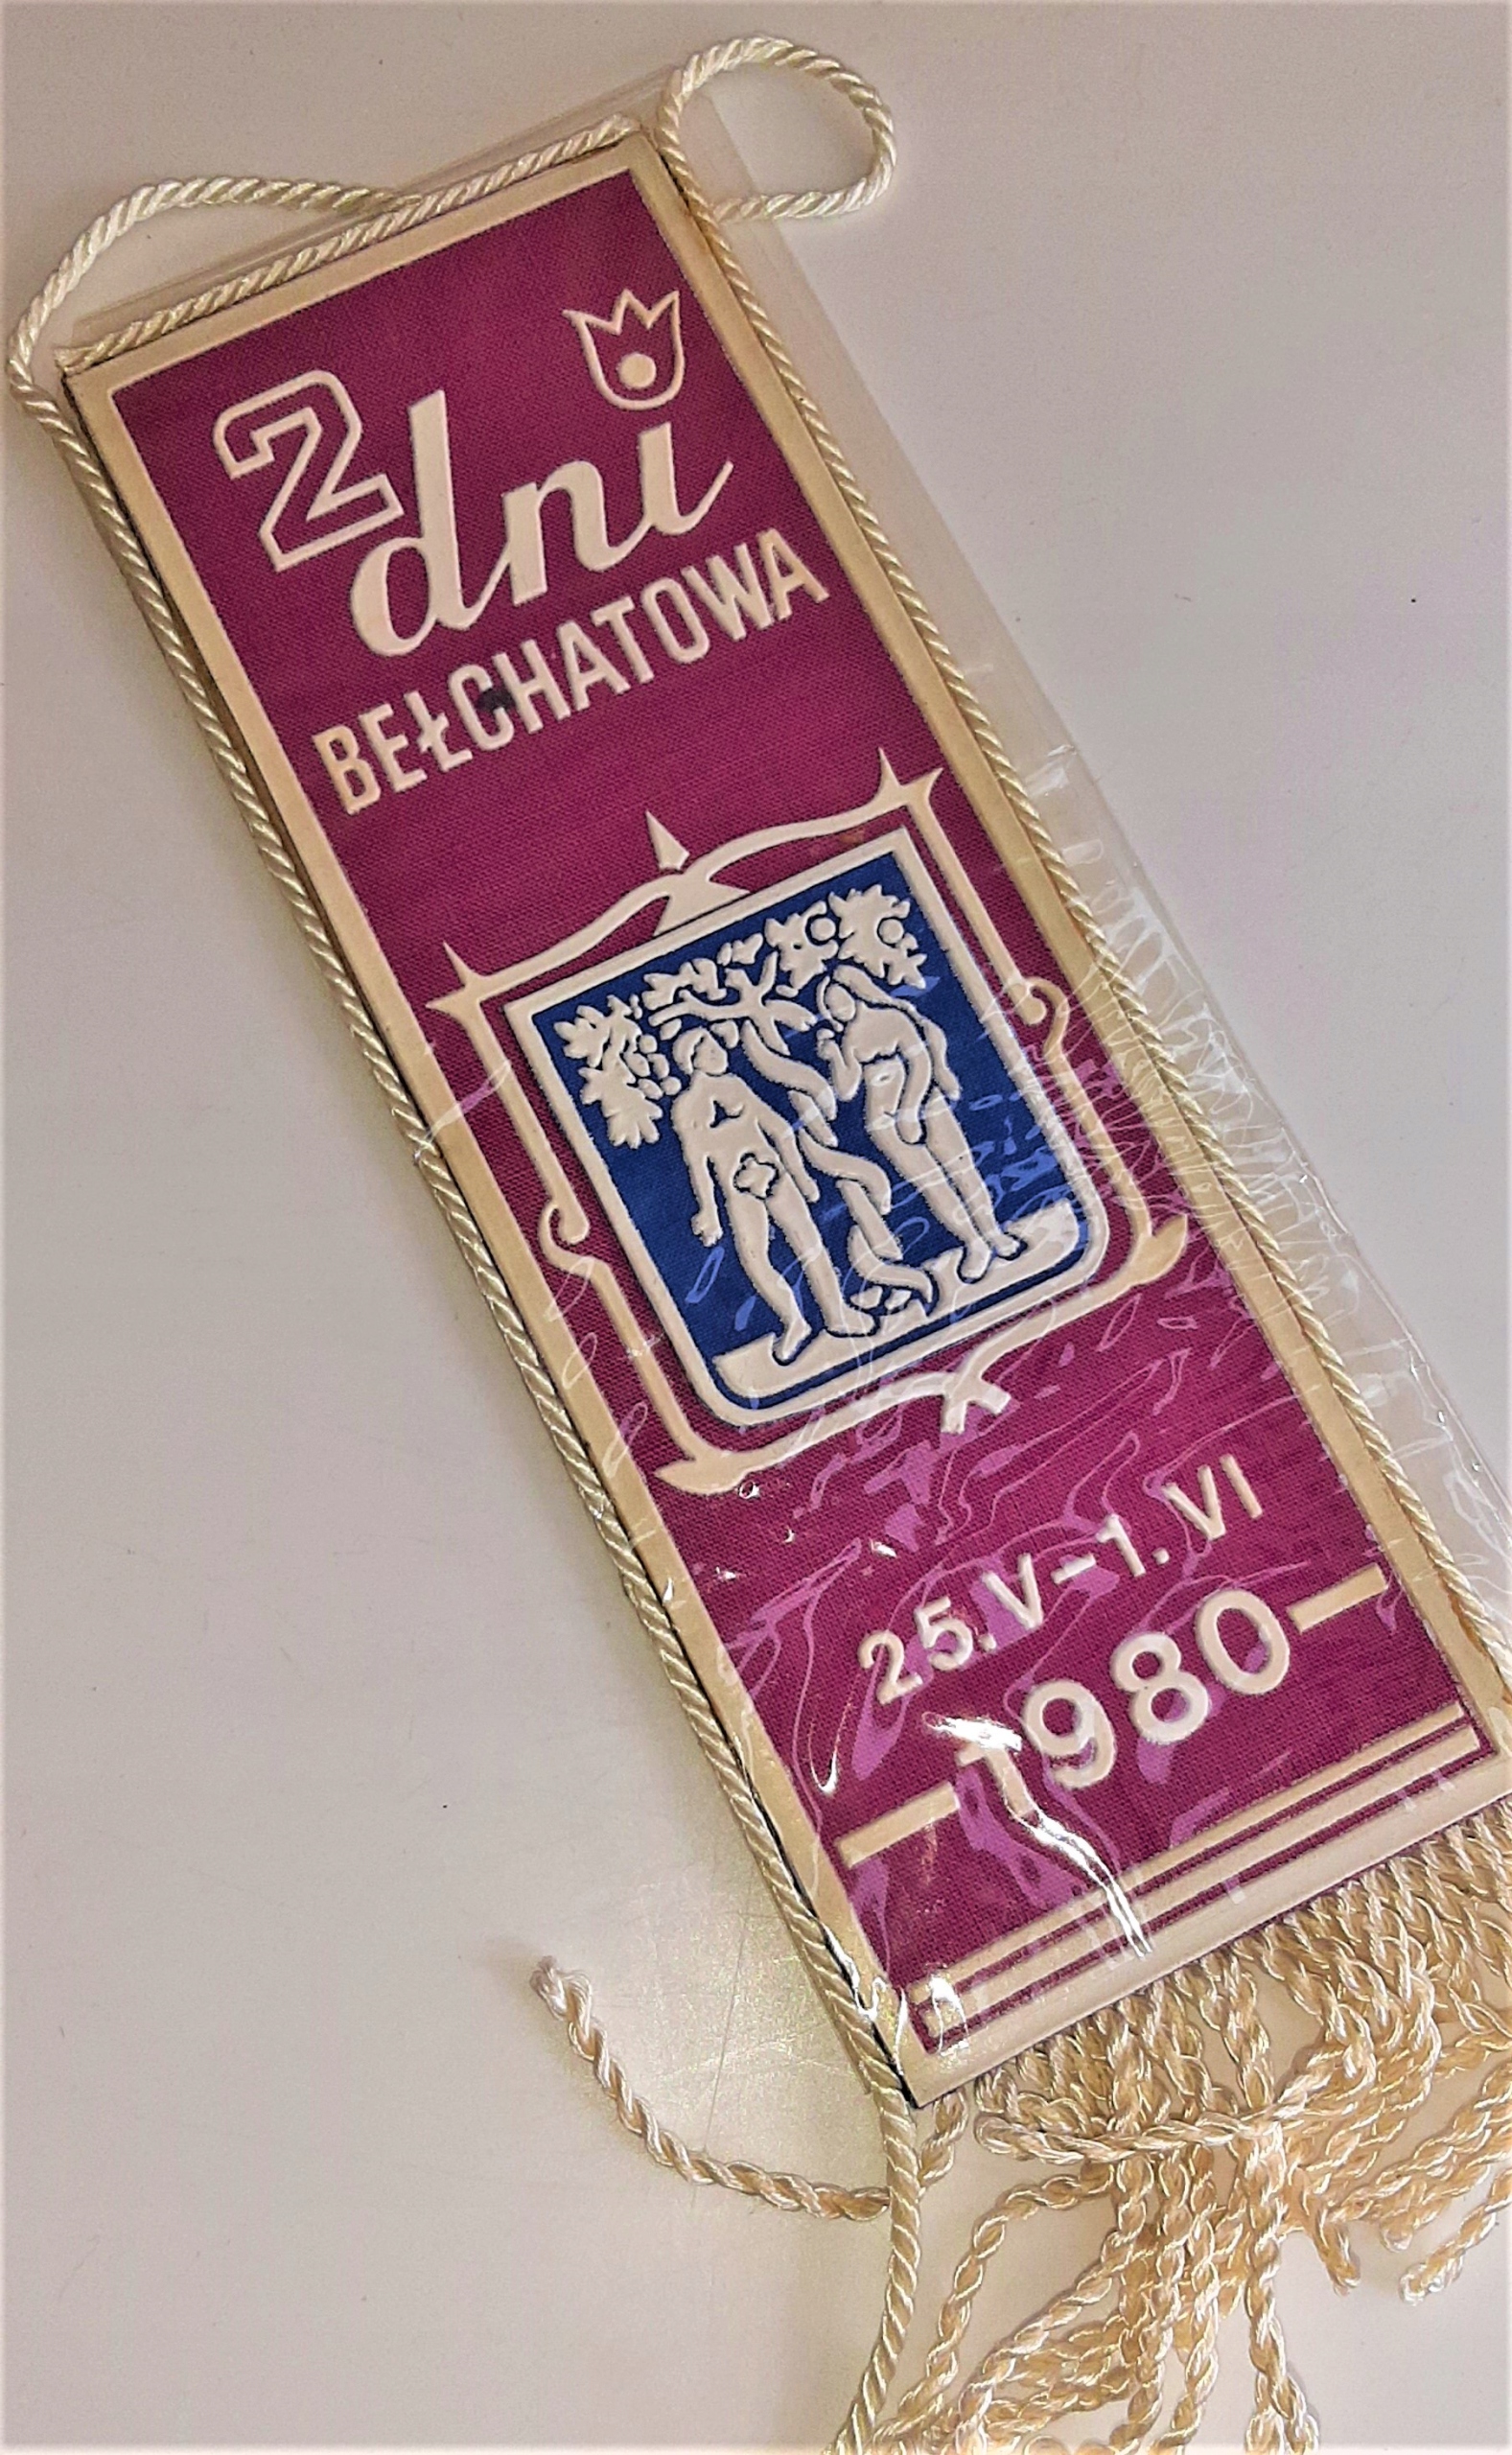 2 dni
BEŁCHATOWA
25.V-1.VI
1980